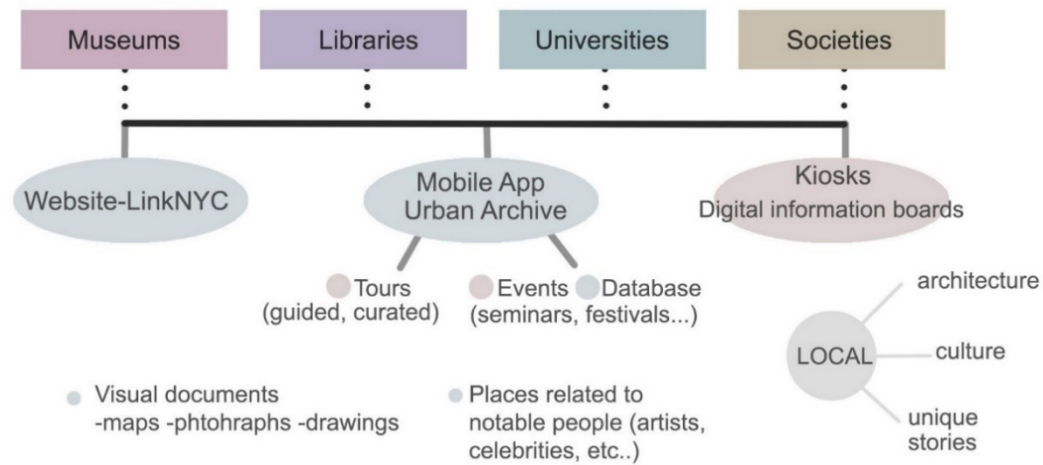 Museums
Libraries
Universities
Societies
Website-LinkNYC
Mobile App
Urban Archive
Kiosks
Digital information boards
Tours
(guided, curated)
Events
Database
(seminars, festivals...)
architecture
LOCAL
culture
unique
stories
Visual documents
-maps -phtohraphs -drawings
Places related to
notable people (artists,
celebrities, etc..)